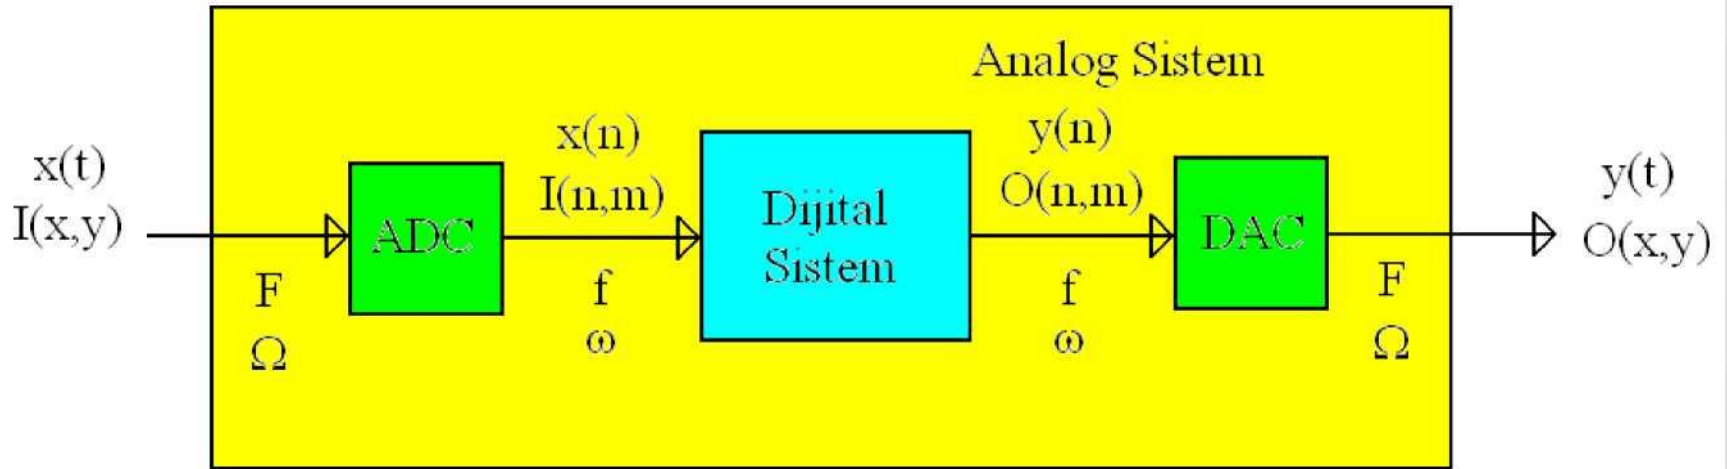 Analog Sistem
x(t)
I(x,y)
F
Ω
ADC
x(n)
I(n,m)
f
ω
Dijital
Sistem
y(n)
O(n,m)
f
ω
DAC
F
Ω
y(t)
O(x,y)